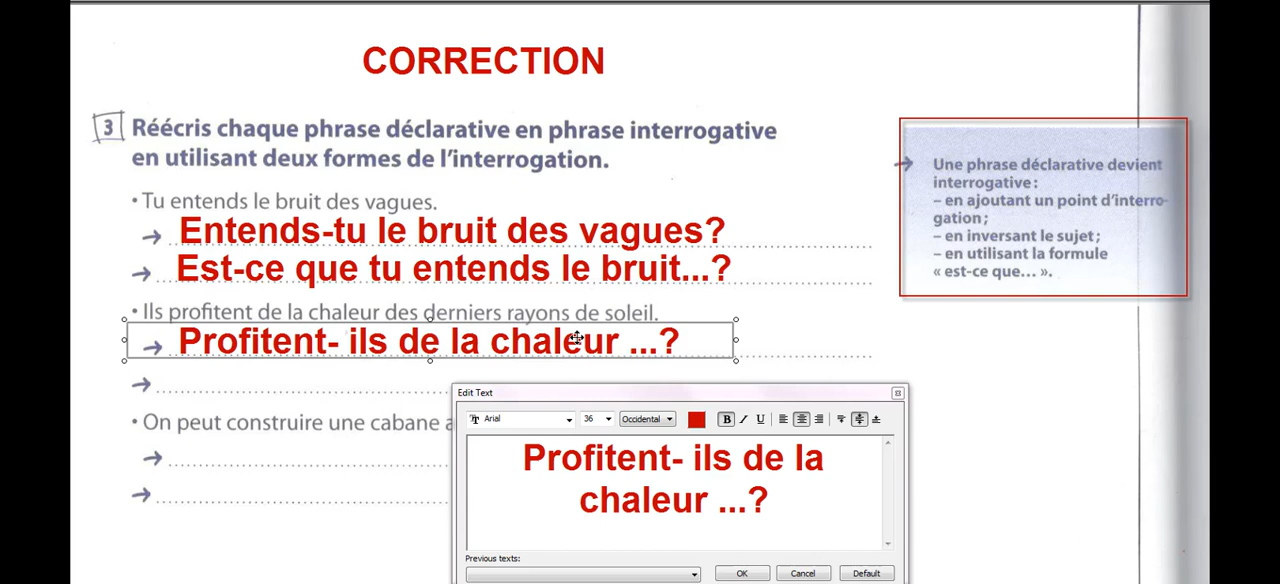 CORRECTION
3 Réécris chaque phrase déclarative en phrase interrogative
en utilisant deux formes de l'interrogation.
• Tu entends le bruit des vagues.
→ Entends-tu le bruit des vagues?
→ Est-ce que tu entends le bruit...?
• Ils profitent de la chaleur des derniers rayons de soleil.
→ Profitent- ils de la chaleur ...?
→
• On peut construire une cabane a
→
→
→ Une phrase déclarative devient
interrogative :
– en ajoutant un point d'interro-
gation ;
– en inversant le sujet ;
– en utilisant la formule
« est-ce que... ».
Edit Text
Arial 36 Occidental B I U
Profitent- ils de la
chaleur ...?
Previous texts:
OK Cancel Default